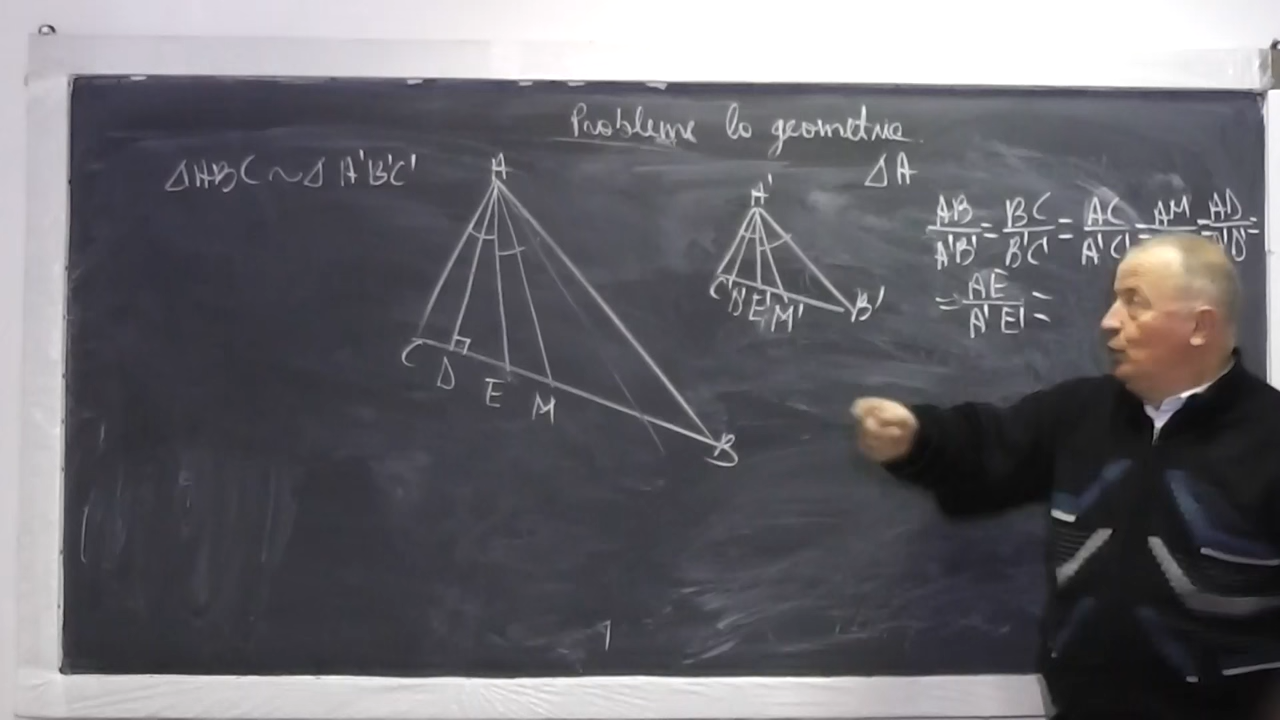 Probleme la geometrie
ΔABC ~ Δ A'B'C'
A
C
D
E
M
B
A'
C'
D'
E'
M'
B'
ΔA
AB/A'B' = BC/B'C' = AC/A'C' = AM = AD/A'D' =
= AE/A'E' =